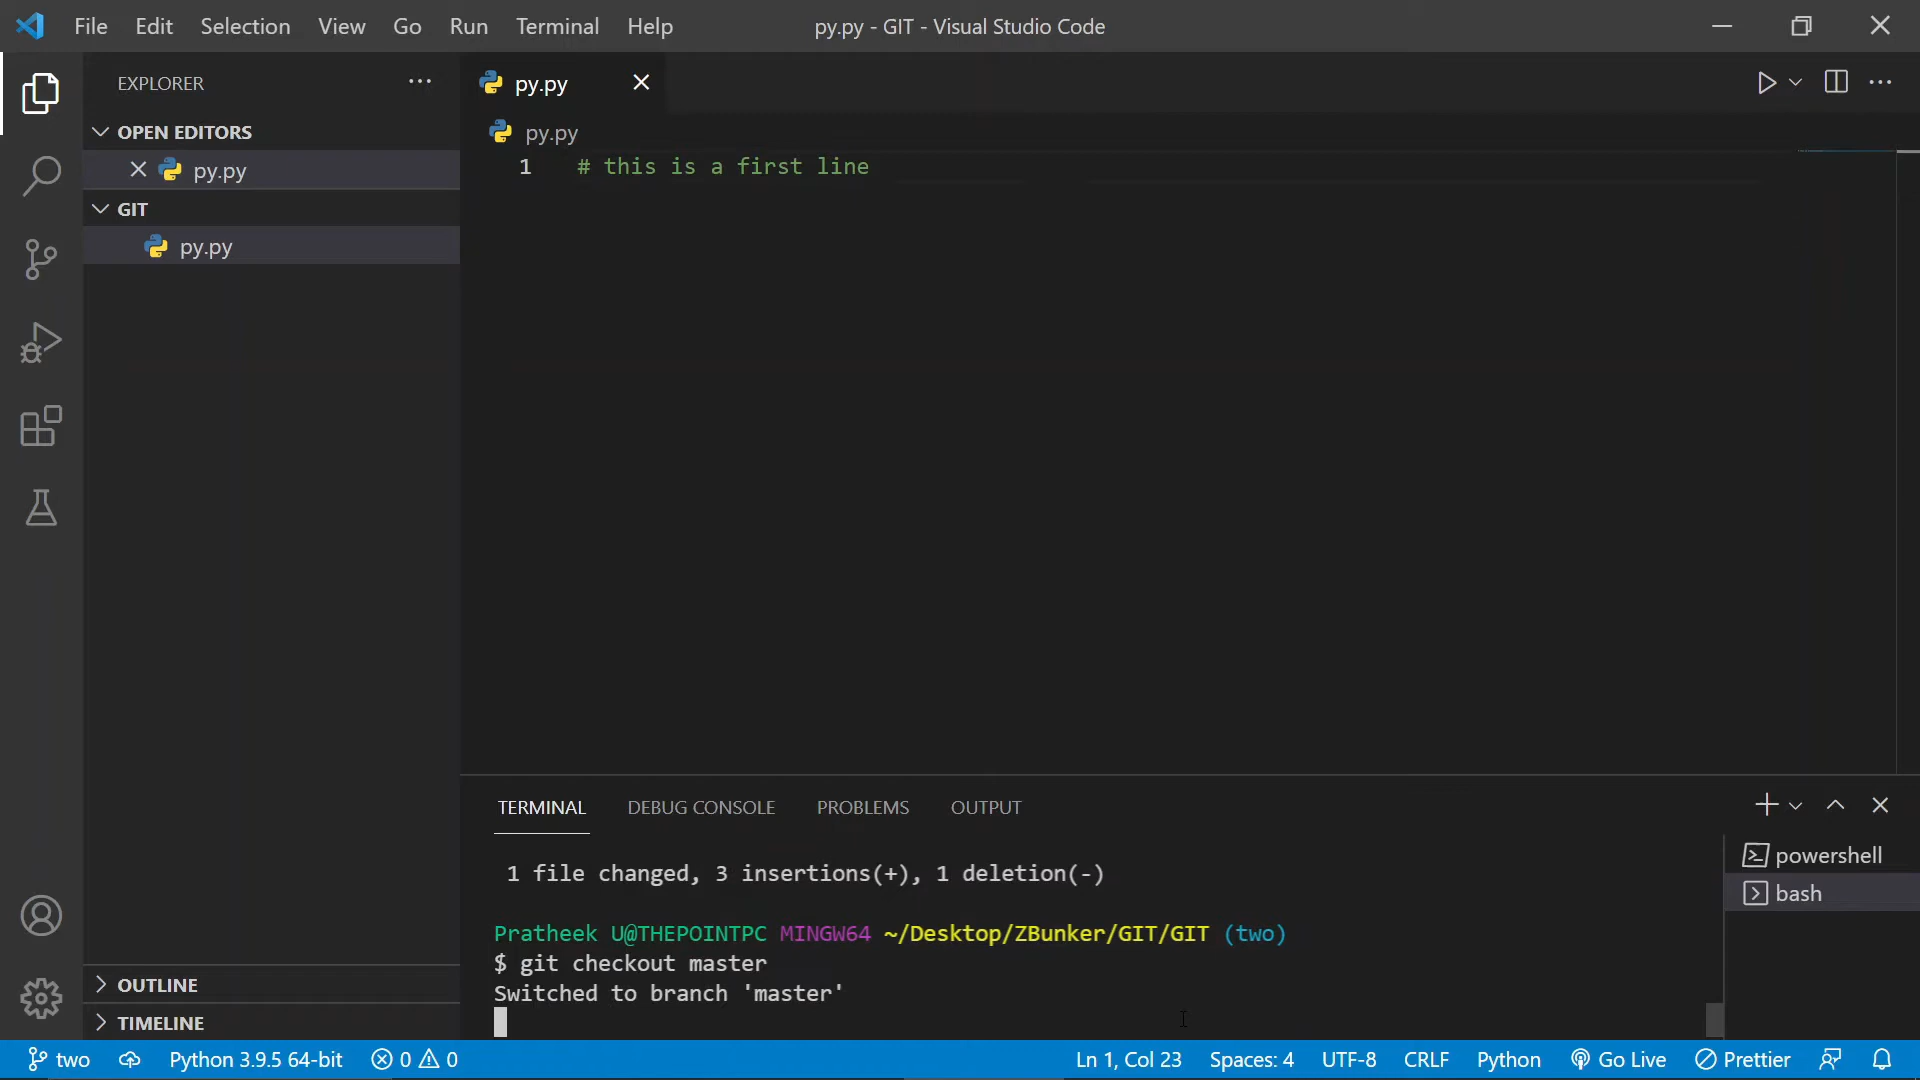 File Edit Selection View Go Run Terminal Help py.py - GIT - Visual Studio Code
EXPLORER
OPEN EDITORS
py.py
GIT
py.py
OUTLINE
TIMELINE
py.py
py.py
1 # this is a first line
TERMINAL DEBUG CONSOLE PROBLEMS OUTPUT
1 file changed, 3 insertions(+), 1 deletion(-)
Pratheek U@THEPOINTPC MINGW64 ~/Desktop/ZBunker/GIT/GIT (two)
$ git checkout master
Switched to branch 'master'
powershell
bash
two Python 3.9.5 64-bit 0 0 Ln 1, Col 23 Spaces: 4 UTF-8 CRLF Python Go Live Prettier